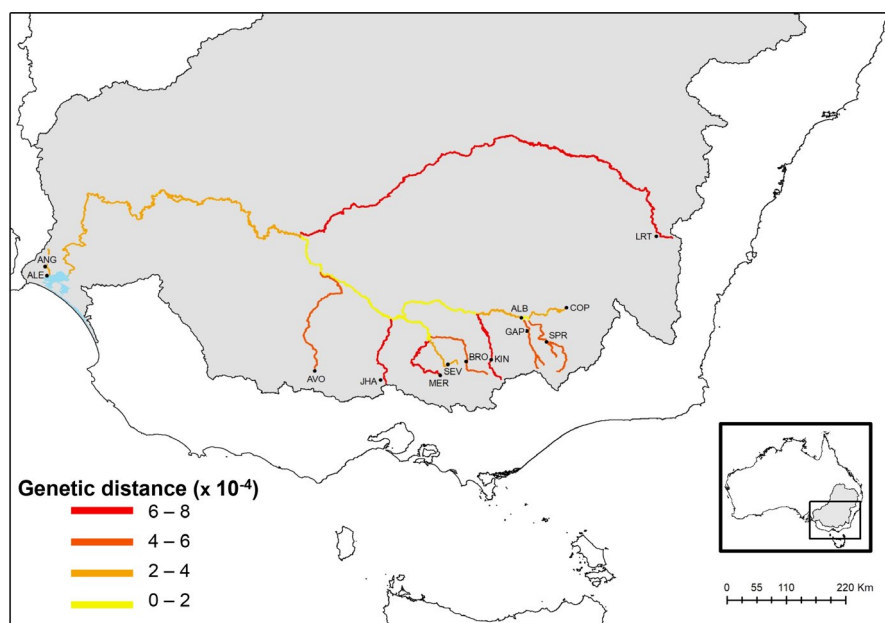 LRT
ANG
ALE
COP
ALB
GAP
SPR
BRO
KIN
SEV
MER
AVO
JHA
Genetic distance (x 10-4)
6 – 8
4 – 6
2 – 4
0 – 2
0 55 110 220 Km